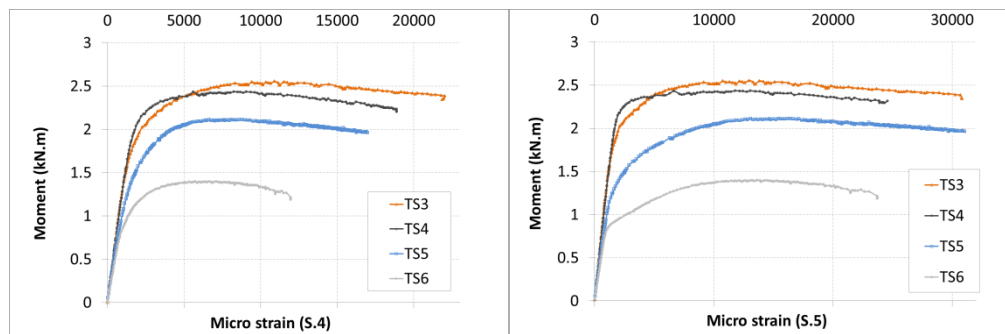 0 5000 10000 15000 20000
3
2.5
2
1.5
1
0.5
0
Moment (kN.m)
TS3
TS4
TS5
TS6
Micro strain (S.4)
0 10000 20000 30000
3
2.5
2
1.5
1
0.5
0
Moment (kN.m)
TS3
TS4
TS5
TS6
Micro strain (S.5)